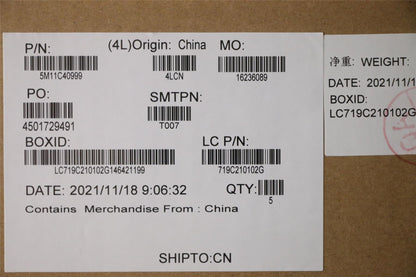 P/N: (4L)Origin: China MO:
5M11C40999 4LCN 16236089
PO: SMTPN:
4501729491 T007
BOXID: LC P/N:
LC719C210102G146421199 719C210102G
DATE: 2021/11/18 9:06:32 QTY:
5
Contains Merchandise From : China
SHIPTO:CN
净重: WEIGHT:
DATE: 2021/11/1
BOXID:
LC719C210102G